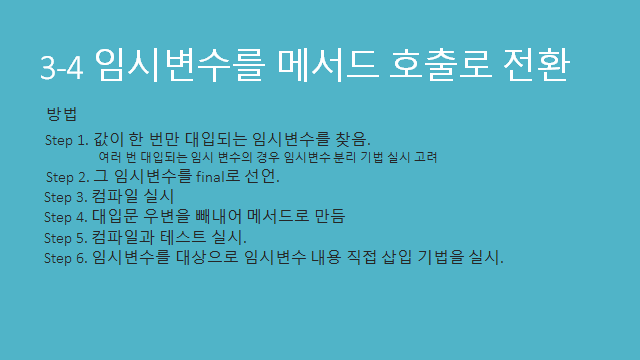 3-4 임시변수를 메서드 호출로 전환
방법
Step 1. 값이 한 번만 대입되는 임시변수를 찾음.
여러 번 대입되는 임시 변수의 경우 임시변수 분리 기법 실시 고려
Step 2. 그 임시변수를 final로 선언.
Step 3. 컴파일 실시
Step 4. 대입문 우변을 빼내어 메서드로 만듬
Step 5. 컴파일과 테스트 실시.
Step 6. 임시변수를 대상으로 임시변수 내용 직접 삽입 기법을 실시.